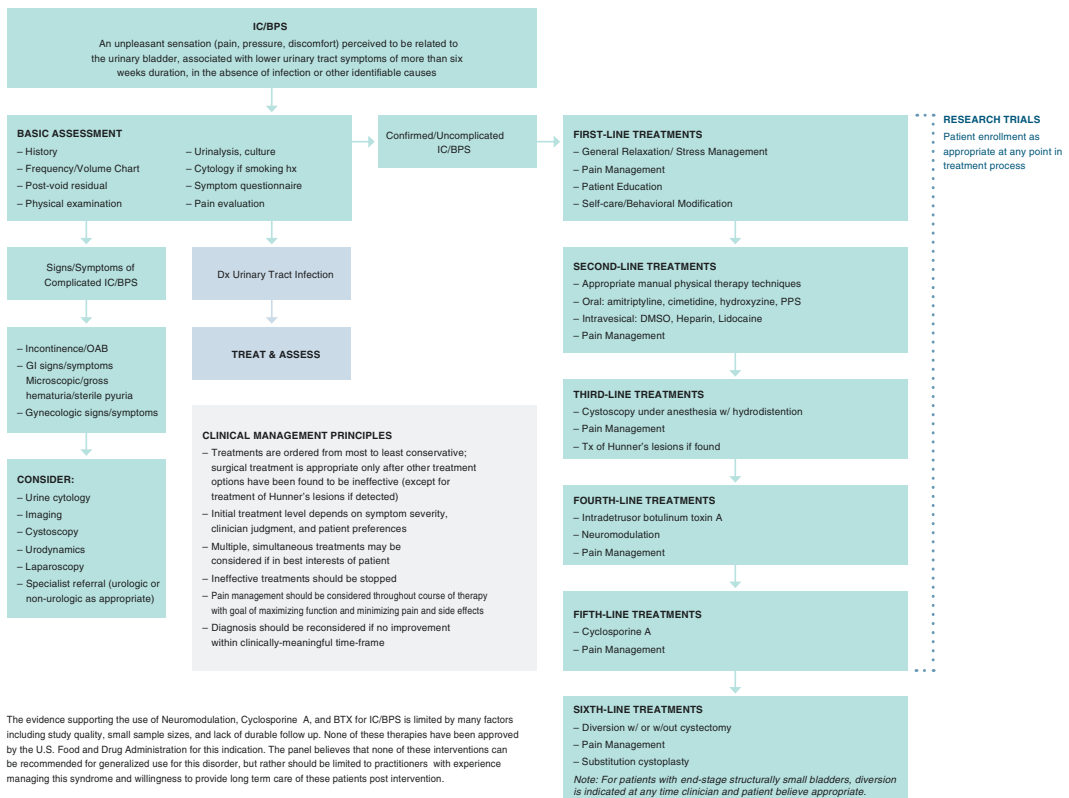 IC/BPS
An unpleasant sensation (pain, pressure, discomfort) perceived to be related to
the urinary bladder, associated with lower urinary tract symptoms of more than six
weeks duration, in the absence of infection or other identifiable causes
BASIC ASSESSMENT
– History
– Frequency/Volume Chart
– Post-void residual
– Physical examination
– Urinalysis, culture
– Cytology if smoking hx
– Symptom questionnaire
– Pain evaluation
Confirmed/Uncomplicated
IC/BPS
Signs/Symptoms of
Complicated IC/BPS
Dx Urinary Tract Infection
– Incontinence/OAB
– GI signs/symptoms
Microscopic/gross
hematuria/sterile pyuria
– Gynecologic signs/symptoms
TREAT & ASSESS
CONSIDER:
– Urine cytology
– Imaging
– Cystoscopy
– Urodynamics
– Laparoscopy
– Specialist referral (urologic or
non-urologic as appropriate)
CLINICAL MANAGEMENT PRINCIPLES
– Treatments are ordered from most to least conservative;
surgical treatment is appropriate only after other treatment
options have been found to be ineffective (except for
treatment of Hunner's lesions if detected)
– Initial treatment level depends on symptom severity,
clinician judgment, and patient preferences
– Multiple, simultaneous treatments may be
considered if in best interests of patient
– Ineffective treatments should be stopped
– Pain management should be considered throughout course of therapy
with goal of maximizing function and minimizing pain and side effects
– Diagnosis should be reconsidered if no improvement
within clinically-meaningful time-frame
FIRST-LINE TREATMENTS
– General Relaxation/ Stress Management
– Pain Management
– Patient Education
– Self-care/Behavioral Modification
SECOND-LINE TREATMENTS
– Appropriate manual physical therapy techniques
– Oral: amitriptyline, cimetidine, hydroxyzine, PPS
– Intravesical: DMSO, Heparin, Lidocaine
– Pain Management
THIRD-LINE TREATMENTS
– Cystoscopy under anesthesia w/ hydrodistention
– Pain Management
– Tx of Hunner's lesions if found
FOURTH-LINE TREATMENTS
– Intradetrusor botulinum toxin A
– Neuromodulation
– Pain Management
FIFTH-LINE TREATMENTS
– Cyclosporine A
– Pain Management
SIXTH-LINE TREATMENTS
– Diversion w/ or w/out cystectomy
– Pain Management
– Substitution cystoplasty
Note: For patients with end-stage structurally small bladders, diversion
is indicated at any time clinician and patient believe appropriate.
RESEARCH TRIALS
Patient enrollment as
appropriate at any point in
treatment process
The evidence supporting the use of Neuromodulation, Cyclosporine A, and BTX for IC/BPS is limited by many factors
including study quality, small sample sizes, and lack of durable follow up. None of these therapies have been approved
by the U.S. Food and Drug Administration for this indication. The panel believes that none of these interventions can
be recommended for generalized use for this disorder, but rather should be limited to practitioners with experience
managing this syndrome and willingness to provide long term care of these patients post intervention.